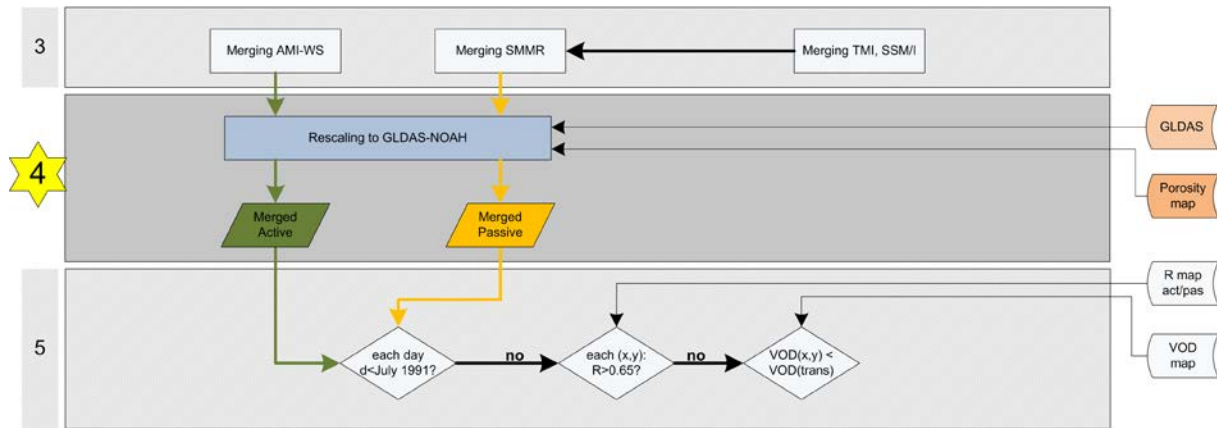 3
Merging AMI-WS
Merging SMMR
Merging TMI, SSM/I
4
Rescaling to GLDAS-NOAH
GLDAS
Porosity
map
Merged
Active
Merged
Passive
5
R map
act/pas
VOD
map
each day
d<July 1991?
no
each (x,y):
R>0.65?
no
VOD(x,y) <
VOD(trans)